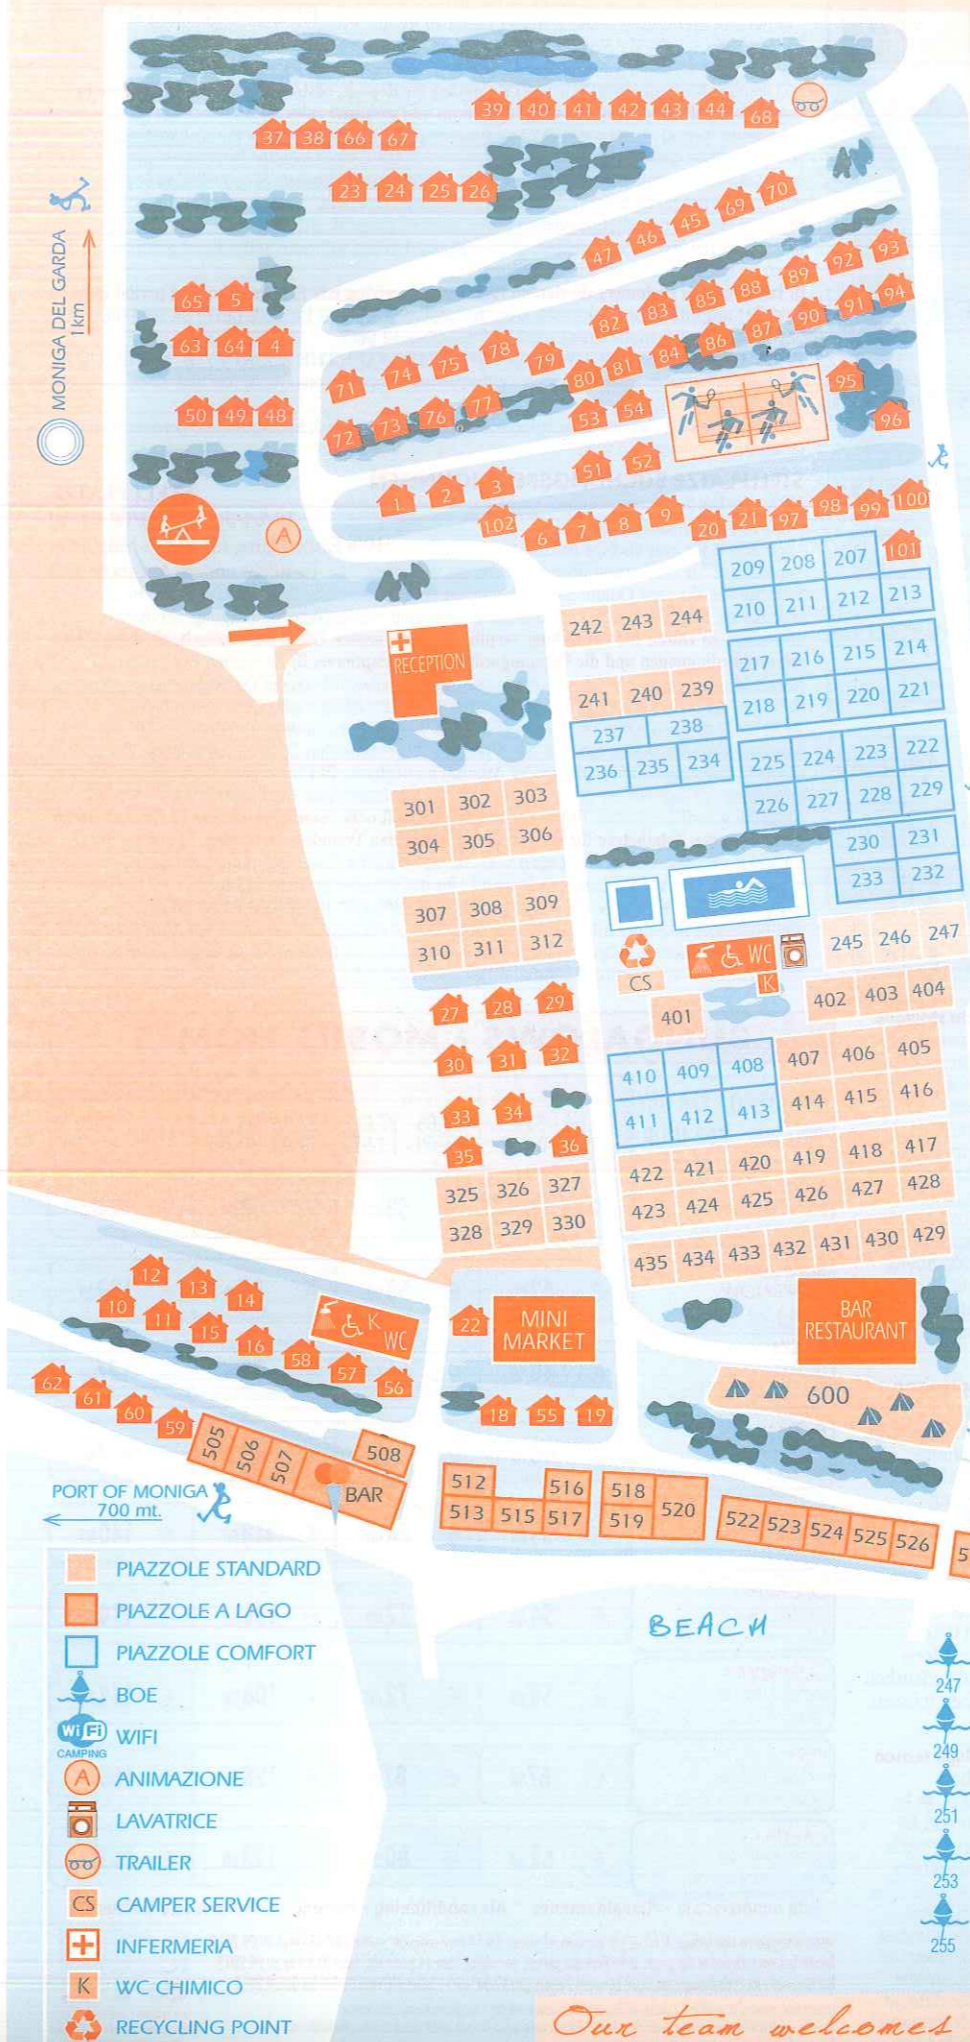 39 40 41 42 43 44 68
37 38 66 67
23 24 25 26
47 46 45 69 70
MONIGA DEL GARDA
1km
65 5
63 64 4
50 49 48
82 83 85 88 89 92 93
71 74 75 78 79
80 81 84 86 87 90 91 94
72 73 76 77
53 54
95
96
51 52
1 2 3
102 6 7 8 9 20 21 97 98 99 100
101
A
RECEPTION
242 243 244
241 240 239
237 238
236 235 234
209 208 207
210 211 212 213
217 216 215 214
218 219 220 221
225 224 223 222
226 227 228 229
230 231
233 232
301 302 303
304 305 306
307 308 309
310 311 312
CS
WC
K
245 246 247
401
402 403 404
27 28 29
30 31 32
33 34
35 36
410 409 408 407 406 405
411 412 413 414 415 416
422 421 420 419 418 417
423 424 425 426 427 428
435 434 433 432 431 430 429
325 326 327
328 329 330
12 13 14
10 11 15 16 58 57 56
K
WC
22
MINI
MARKET
BAR
RESTAURANT
600
18 55 19
62 61 60 59
505 506 507 508
BAR
512 516 518 520
513 515 517 519
522 523 524 525 526
PORT OF MONIGA
700 mt.
BEACH
PIAZZOLE STANDARD
PIAZZOLE A LAGO
PIAZZOLE COMFORT
BOE
WiFi
CAMPING
WIFI
A ANIMAZIONE
LAVATRICE
TRAILER
CS CAMPER SERVICE
INFERMERIA
K WC CHIMICO
RECYCLING POINT
247
249
251
253
255
Our team welcomes